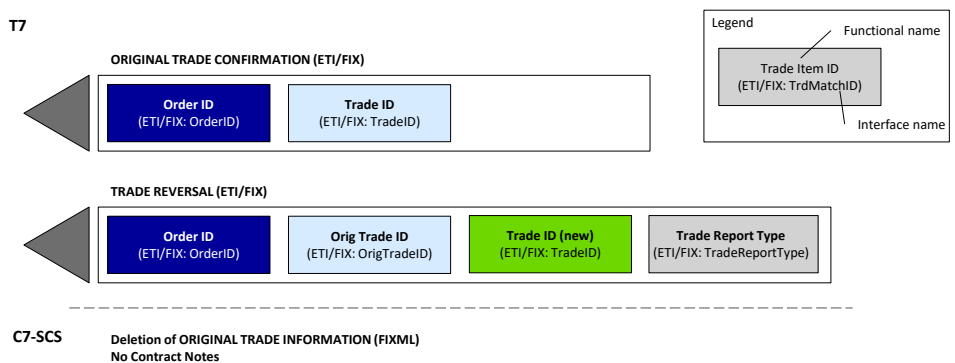 T7
Legend
Functional name
Trade Item ID
(ETI/FIX: TrdMatchID)
Interface name
ORIGINAL TRADE CONFIRMATION (ETI/FIX)
Order ID
(ETI/FIX: OrderID)
Trade ID
(ETI/FIX: TradeID)
TRADE REVERSAL (ETI/FIX)
Order ID
(ETI/FIX: OrderID)
Orig Trade ID
(ETI/FIX: OrigTradeID)
Trade ID (new)
(ETI/FIX: TradeID)
Trade Report Type
(ETI/FIX: TradeReportType)
C7-SCS
Deletion of ORIGINAL TRADE INFORMATION (FIXML)
No Contract Notes